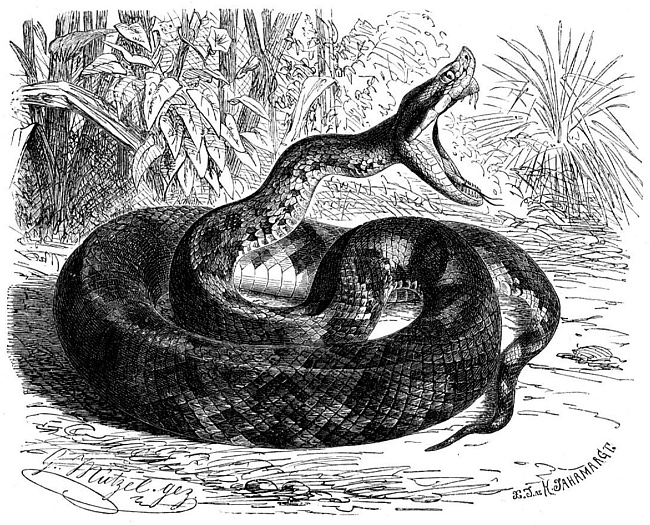 G. Mützel. gez
E. J. u. K. JAHRMARGT.